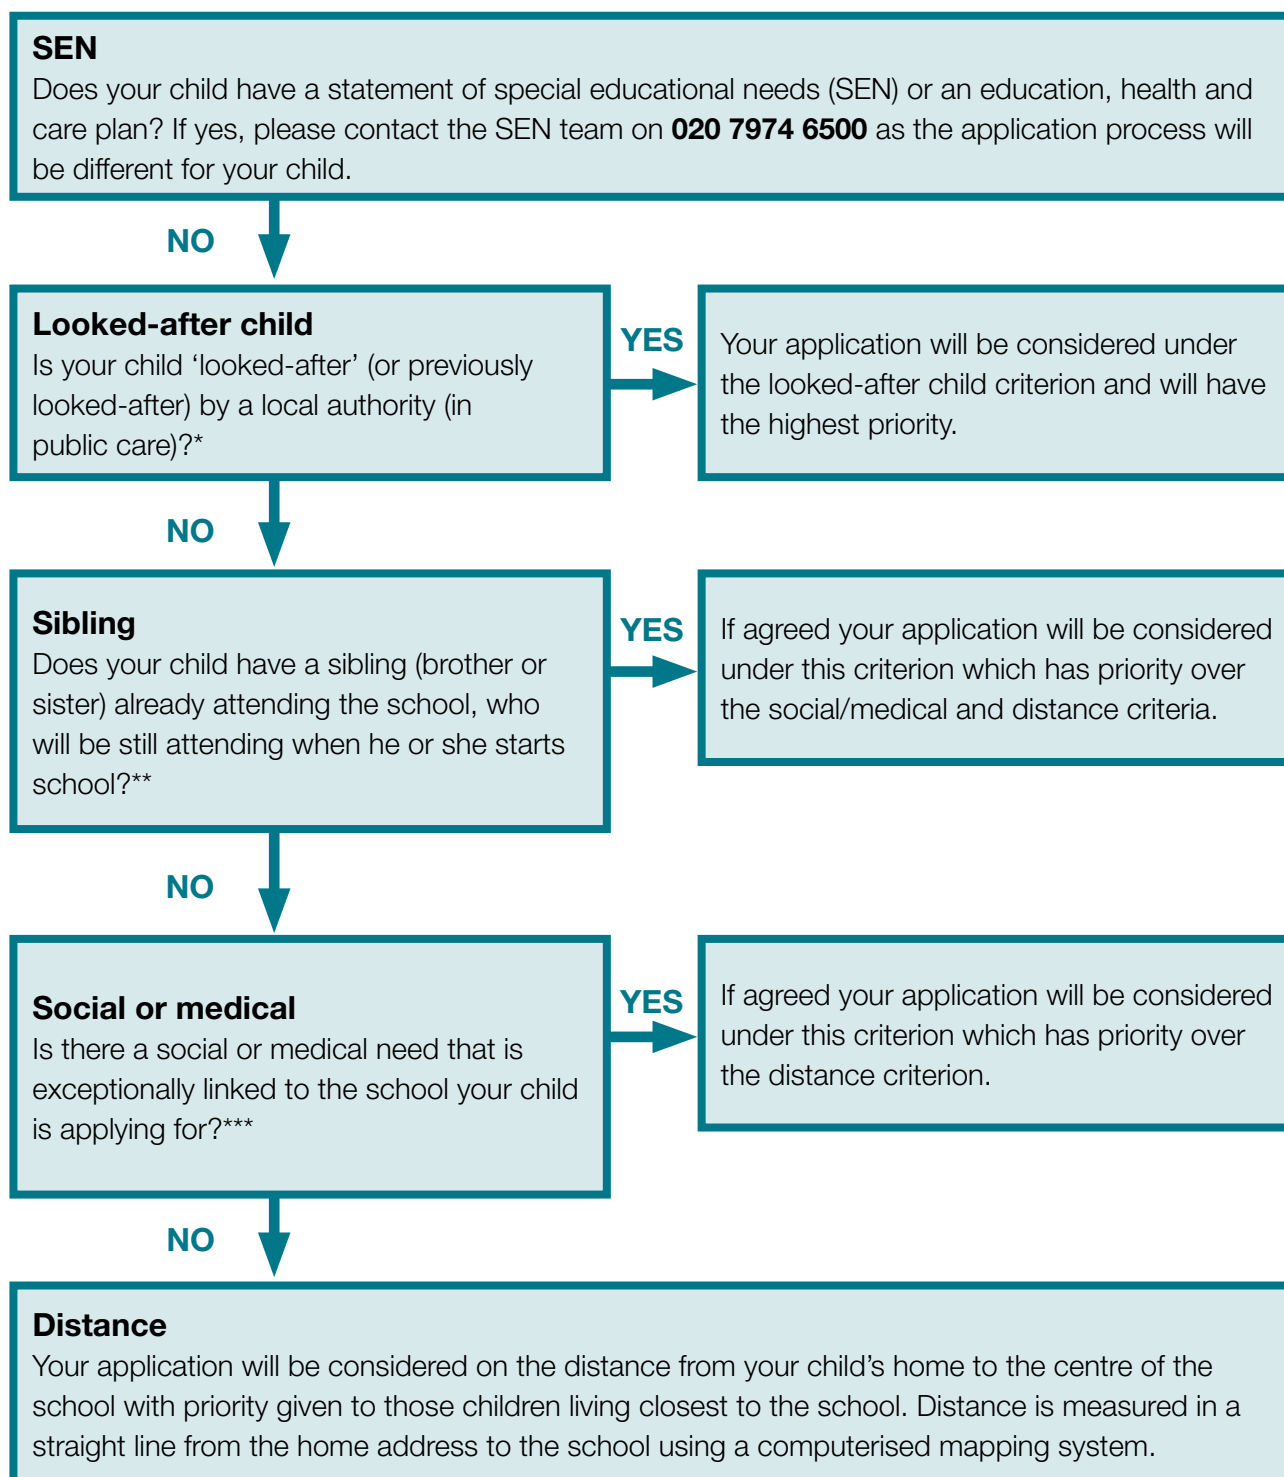 SEN
Does your child have a statement of special educational needs (SEN) or an education, health and
care plan? If yes, please contact the SEN team on 020 7974 6500 as the application process will
be different for your child.
NO
Looked-after child
Is your child ‘looked-after’ (or previously
looked-after) by a local authority (in
public care)?*
YES
Your application will be considered under
the looked-after child criterion and will have
the highest priority.
NO
Sibling
Does your child have a sibling (brother or
sister) already attending the school, who
will be still attending when he or she starts
school?**
YES
If agreed your application will be considered
under this criterion which has priority over
the social/medical and distance criteria.
NO
Social or medical
Is there a social or medical need that is
exceptionally linked to the school your child
is applying for?***
YES
If agreed your application will be considered
under this criterion which has priority over
the distance criterion.
NO
Distance
Your application will be considered on the distance from your child’s home to the centre of the
school with priority given to those children living closest to the school. Distance is measured in a
straight line from the home address to the school using a computerised mapping system.